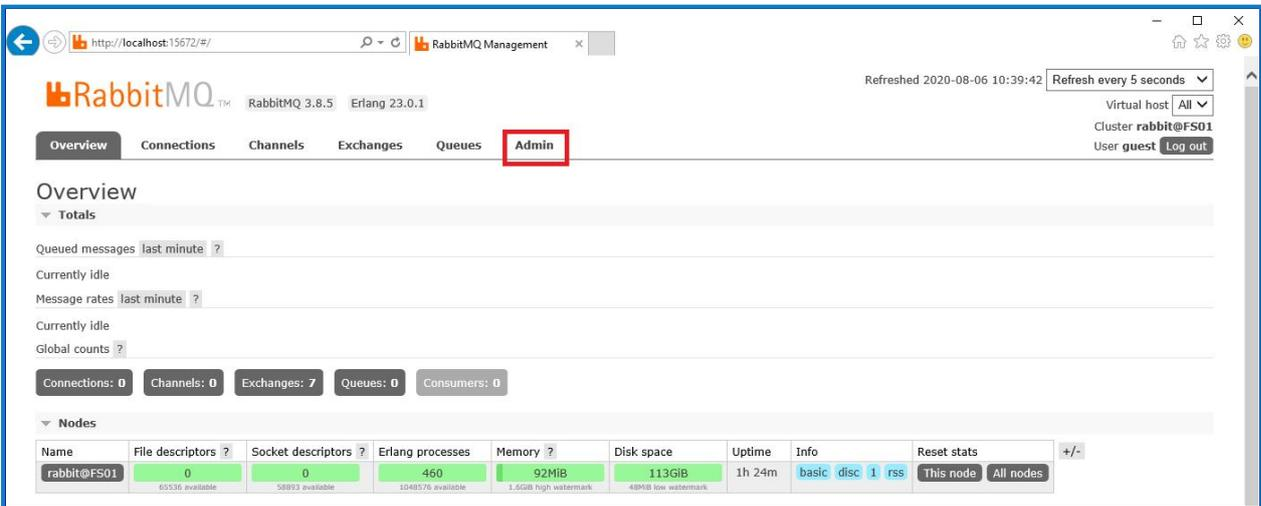 http://localhost:15672/#/
RabbitMQ Management
Refreshed 2020-08-06 10:39:42 Refresh every 5 seconds
RabbitMQ TM RabbitMQ 3.8.5 Erlang 23.0.1
Virtual host All
Cluster rabbit@FS01
User guest Log out
Overview Connections Channels Exchanges Queues Admin
Overview
Totals
Queued messages last minute ?
Currently idle
Message rates last minute ?
Currently idle
Global counts ?
Connections: 0 Channels: 0 Exchanges: 7 Queues: 0 Consumers: 0
Nodes
Name File descriptors ? Socket descriptors ? Erlang processes Memory ? Disk space Uptime Info Reset stats +/-
rabbit@FS01 0 0 460 92MiB 113GiB 1h 24m basic disc 1 rss This node All nodes
65536 available 58893 available 1048576 available 1.6GiB high watermark 48MiB low watermark